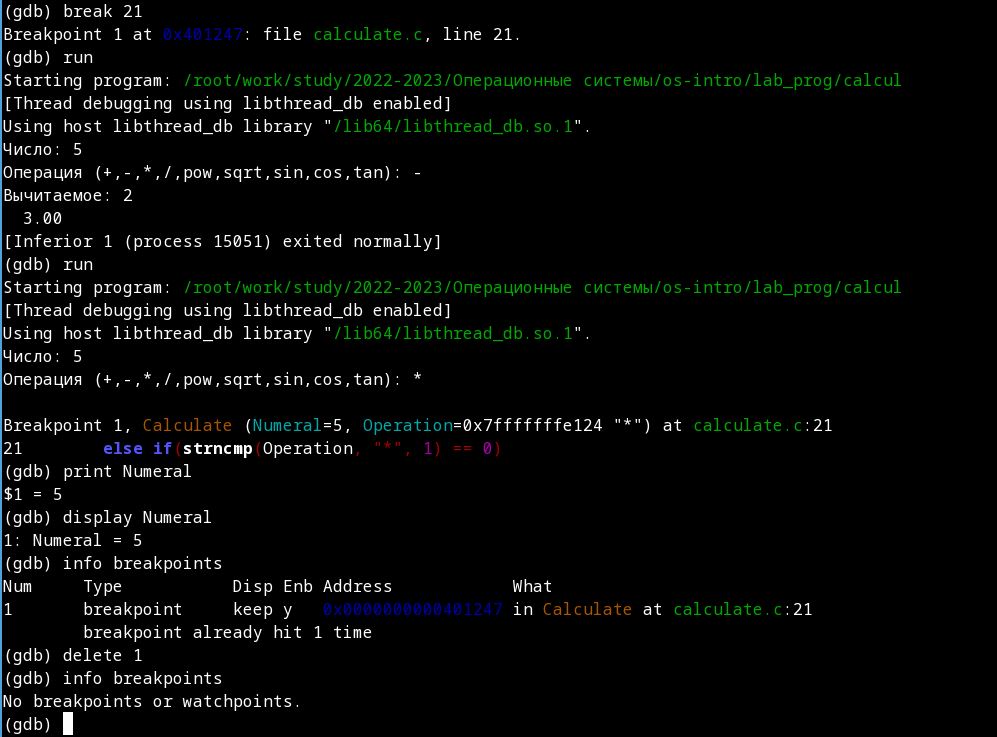 (gdb) break 21
Breakpoint 1 at 0x401247: file calculate.c, line 21.
(gdb) run
Starting program: /root/work/study/2022-2023/Операционные системы/os-intro/lab_prog/calcul
[Thread debugging using libthread_db enabled]
Using host libthread_db library "/lib64/libthread_db.so.1".
Число: 5
Операция (+,-,*,/,pow,sqrt,sin,cos,tan): -
Вычитаемое: 2
  3.00
[Inferior 1 (process 15051) exited normally]
(gdb) run
Starting program: /root/work/study/2022-2023/Операционные системы/os-intro/lab_prog/calcul
[Thread debugging using libthread_db enabled]
Using host libthread_db library "/lib64/libthread_db.so.1".
Число: 5
Операция (+,-,*,/,pow,sqrt,sin,cos,tan): *
Breakpoint 1, Calculate (Numeral=5, Operation=0x7fffffffe124 "*") at calculate.c:21
21        else if(strncmp(Operation, "*", 1) == 0)
(gdb) print Numeral
$1 = 5
(gdb) display Numeral
1: Numeral = 5
(gdb) info breakpoints
Num     Type           Disp Enb Address            What
1       breakpoint     keep y   0x0000000000401247 in Calculate at calculate.c:21
        breakpoint already hit 1 time
(gdb) delete 1
(gdb) info breakpoints
No breakpoints or watchpoints.
(gdb)